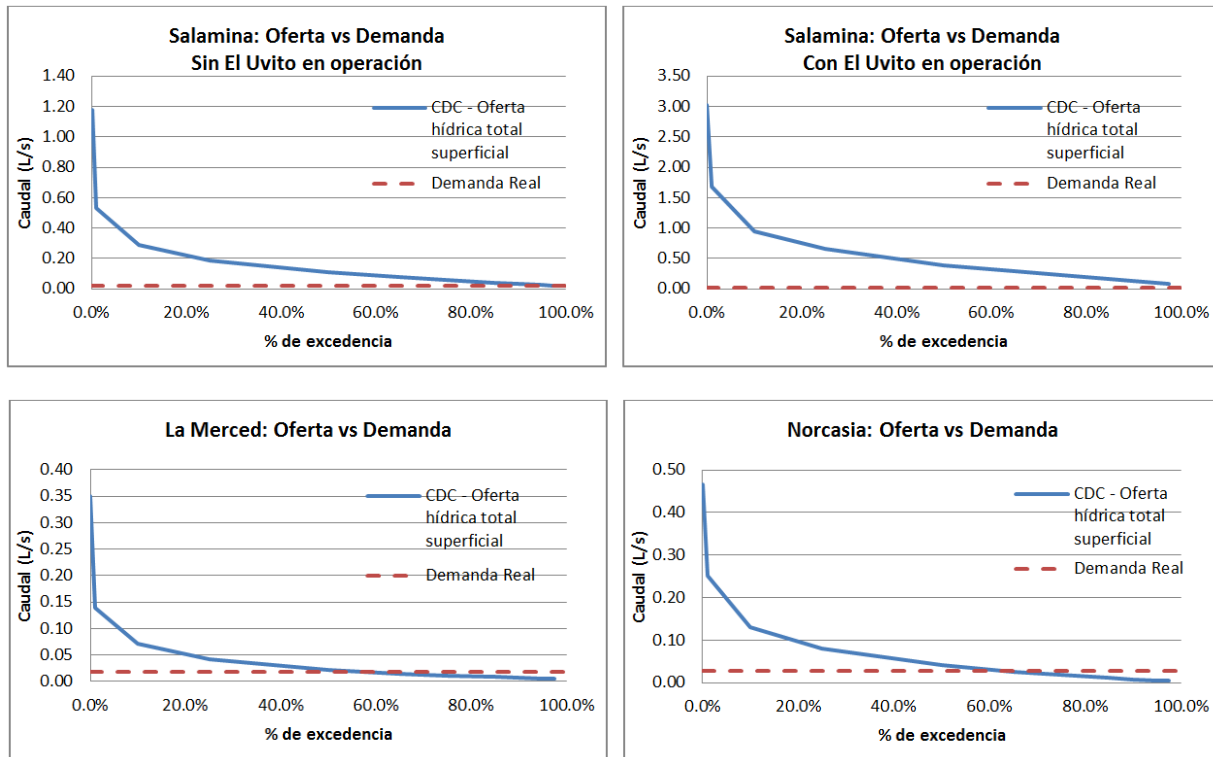 Salamina: Oferta vs Demanda
Sin El Uvito en operación
1.40
1.20
1.00
0.80
0.60
0.40
0.20
0.00
Caudal (L/s)
CDC - Oferta
hídrica total
superficial
Demanda Real
0.0% 20.0% 40.0% 60.0% 80.0% 100.0%
% de excedencia
Salamina: Oferta vs Demanda
Con El Uvito en operación
3.50
3.00
2.50
2.00
1.50
1.00
0.50
0.00
Caudal (L/s)
CDC - Oferta
hídrica total
superficial
Demanda Real
0.0% 20.0% 40.0% 60.0% 80.0% 100.0%
% de excedencia
La Merced: Oferta vs Demanda
0.40
0.35
0.30
0.25
0.20
0.15
0.10
0.05
0.00
Caudal (L/s)
CDC - Oferta
hídrica total
superficial
Demanda Real
0.0% 20.0% 40.0% 60.0% 80.0% 100.0%
% de excedencia
Norcasia: Oferta vs Demanda
0.50
0.40
0.30
0.20
0.10
0.00
Caudal (L/s)
CDC - Oferta
hídrica total
superficial
Demanda Real
0.0% 20.0% 40.0% 60.0% 80.0% 100.0%
% de excedencia